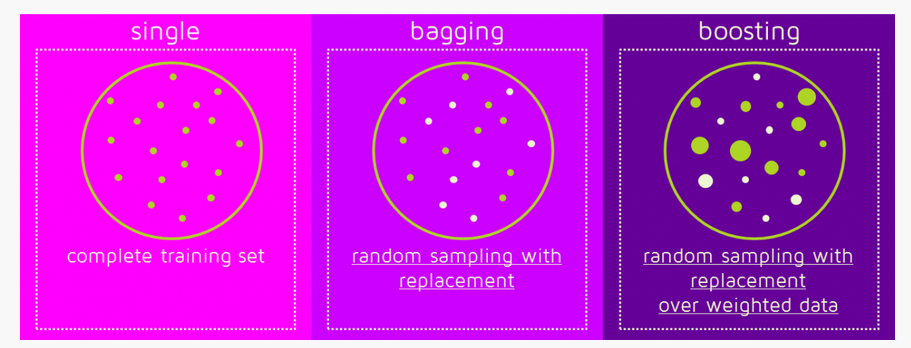 single
complete training set
bagging
random sampling with
replacement
boosting
random sampling with
replacement
over weighted data